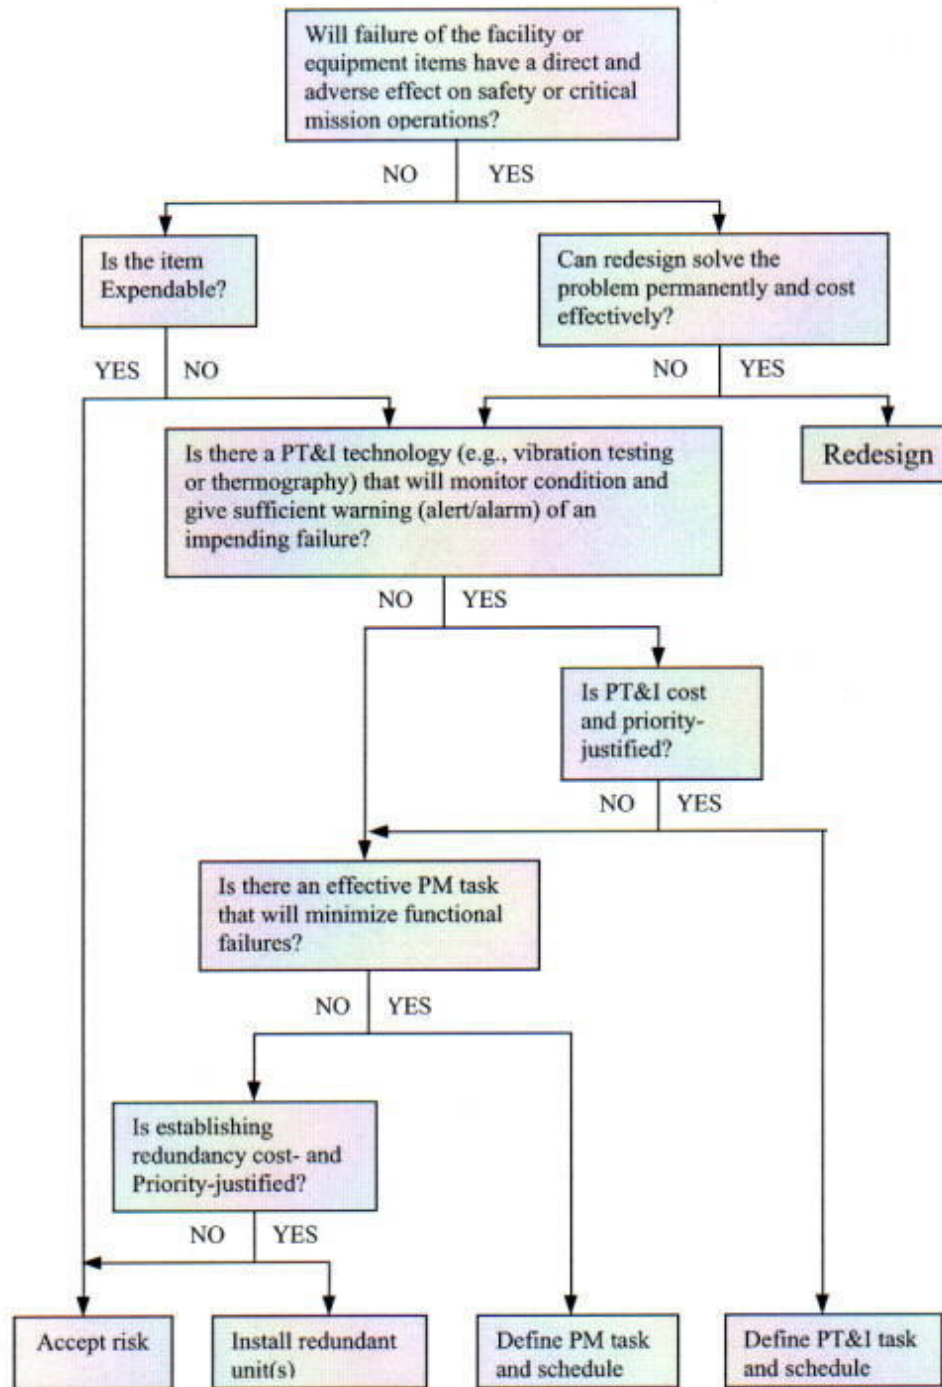 Will failure of the facility or
equipment items have a direct and
adverse effect on safety or critical
mission operations?
NO YES
Is the item
Expendable?
Can redesign solve the
problem permanently and cost
effectively?
YES NO
NO YES
Is there a PT&I technology (e.g., vibration testing
or thermography) that will monitor condition and
give sufficient warning (alert/alarm) of an
impending failure?
Redesign
NO YES
Is PT&I cost
and priority-
justified?
NO YES
Is there an effective PM task
that will minimize functional
failures?
NO YES
Is establishing
redundancy cost- and
Priority-justified?
NO YES
Accept risk
Install redundant
unit(s)
Define PM task
and schedule
Define PT&I task
and schedule